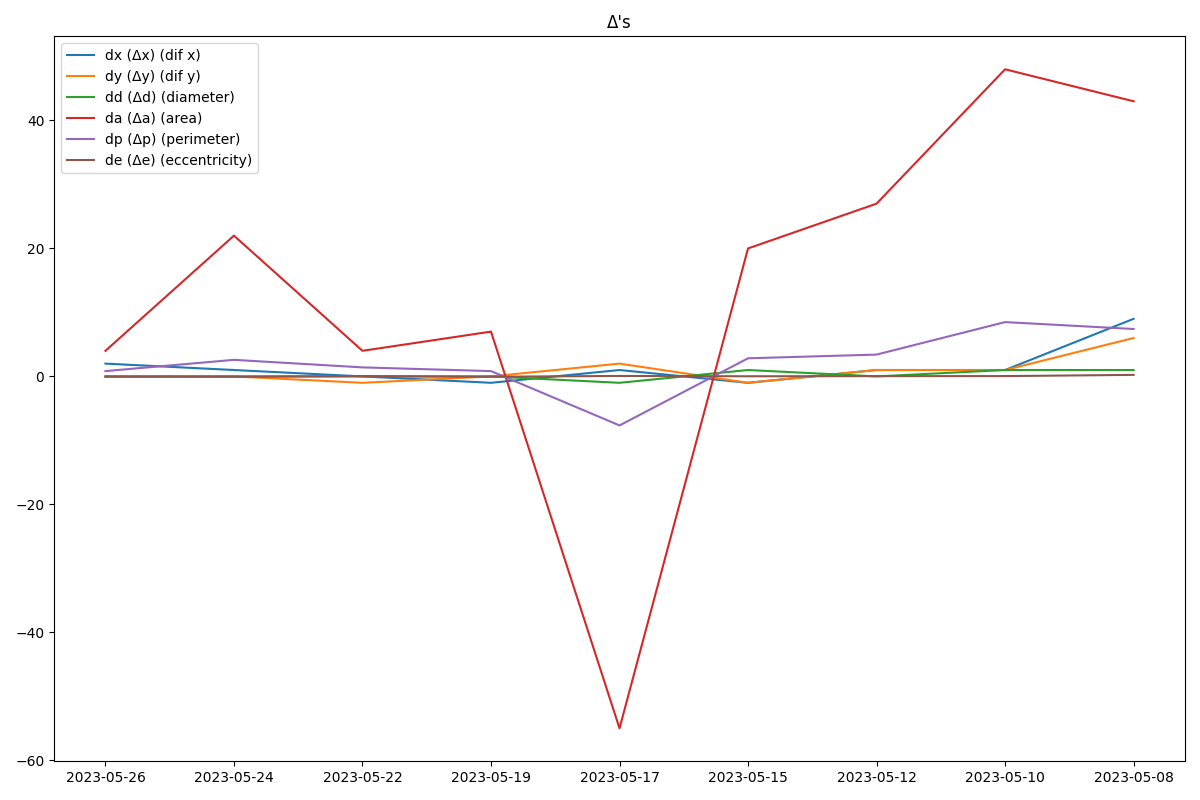 Δ's
dx (Δx) (dif x)
dy (Δy) (dif y)
dd (Δd) (diameter)
da (Δa) (area)
dp (Δp) (perimeter)
de (Δe) (eccentricity)
40
20
0
−20
−40
−60
2023-05-26 2023-05-24 2023-05-22 2023-05-19 2023-05-17 2023-05-15 2023-05-12 2023-05-10 2023-05-08